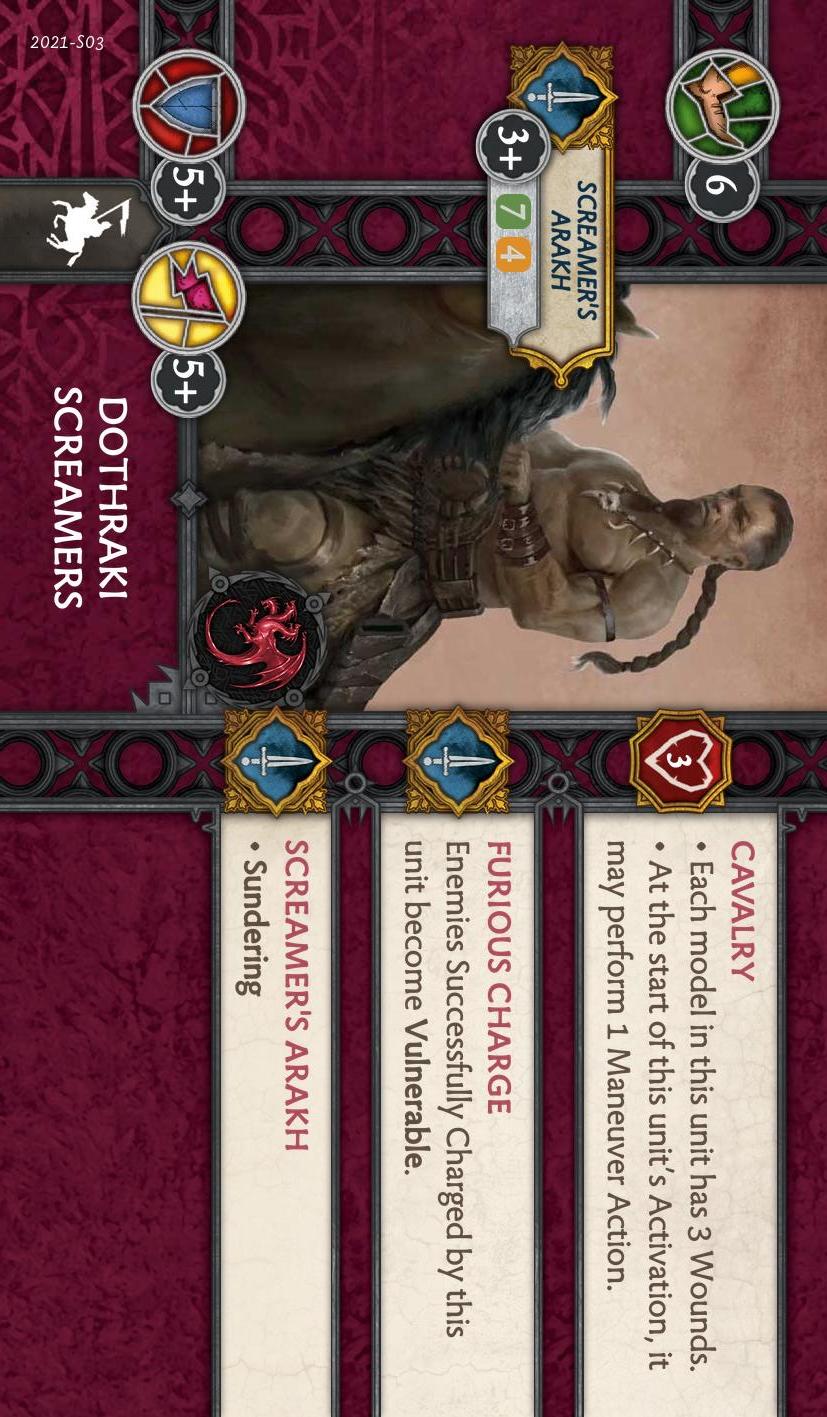 6
SCREAMER'S
ARAKH
3+
7 4
5+
5+
DOTHRAKI
SCREAMERS
2021-S03
3
CAVALRY
• Each model in this unit has 3 Wounds.
• At the start of this unit's Activation, it
may perform 1 Maneuver Action.
FURIOUS CHARGE
Enemies Successfully Charged by this
unit become Vulnerable.
SCREAMER'S ARAKH
• Sundering